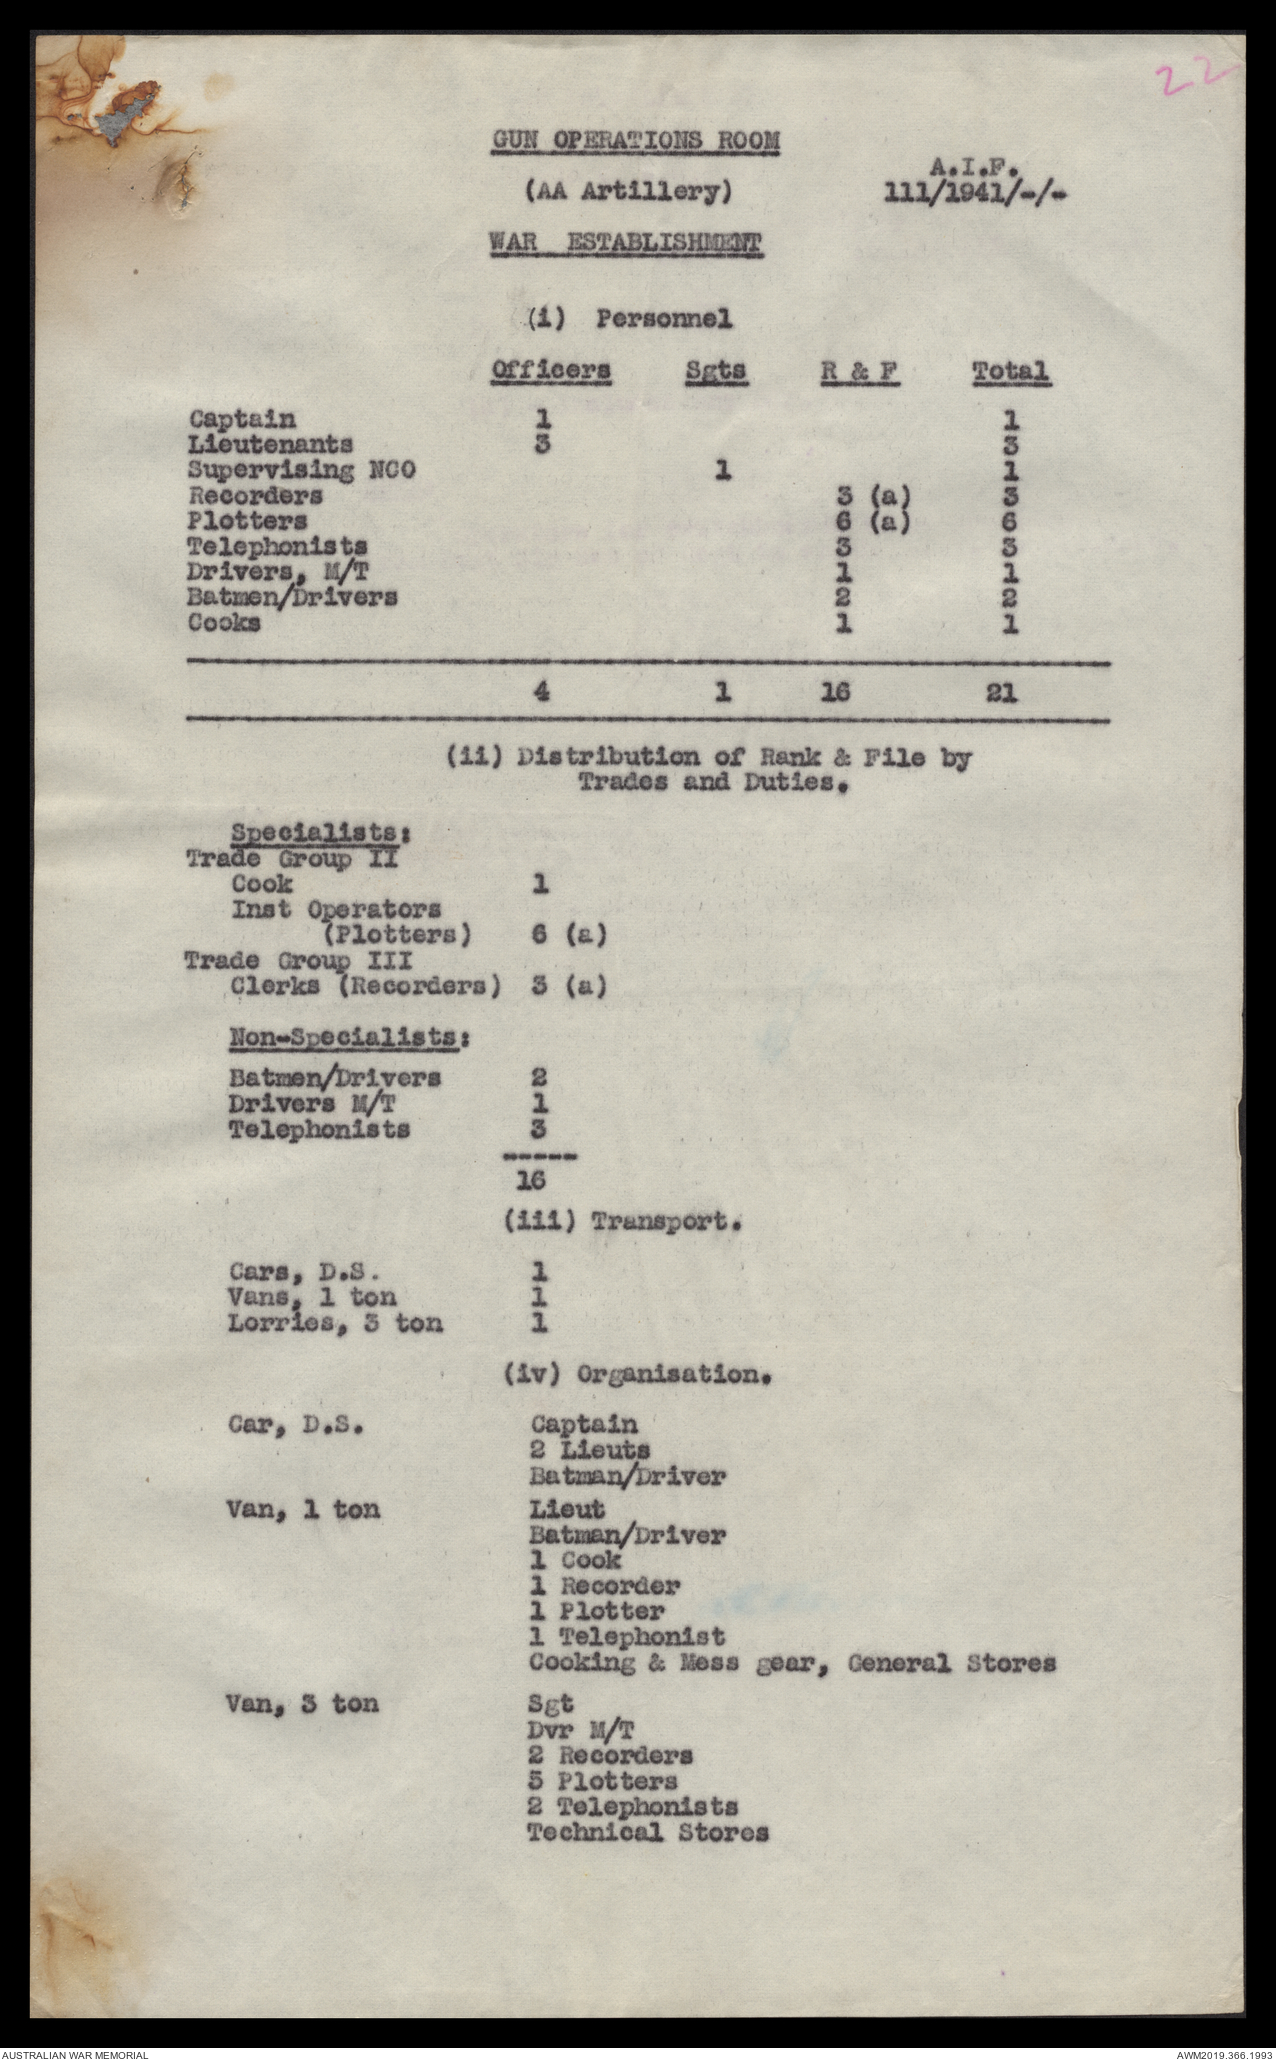 22
GUN OPERATIONS ROOM
A.I.F.
(AA Artillery) 111/1941/-/-
WAR ESTABLISHMENT
(i) Personnel
Officers Sgts R & F Total
Captain 1 1
Lieutenants 3 3
Supervising NCO 1 1
Recorders 3 (a) 3
Plotters 6 (a) 6
Telephonists 3 3
Drivers, M/T 1 1
Batmen/Drivers 2 2
Cooks 1 1
4 1 16 21
(ii) Distribution of Rank & File by
Trades and Duties.
Specialists:
Trade Group II
Cook 1
Inst Operators
(Plotters) 6 (a)
Trade Group III
Clerks (Recorders) 3 (a)
Non-Specialists:
Batmen/Drivers 2
Drivers M/T 1
Telephonists 3
-----
16
(iii) Transport.
Cars, D.S. 1
Vans, 1 ton 1
Lorries, 3 ton 1
(iv) Organisation.
Car, D.S. Captain
2 Lieuts
Batman/Driver
Van, 1 ton Lieut
Batman/Driver
1 Cook
1 Recorder
1 Plotter
1 Telephonist
Cooking & Mess gear, General Stores
Van, 3 ton Sgt
Dvr M/T
2 Recorders
5 Plotters
2 Telephonists
Technical Stores
AUSTRALIAN WAR MEMORIAL AWM2019.366.1993